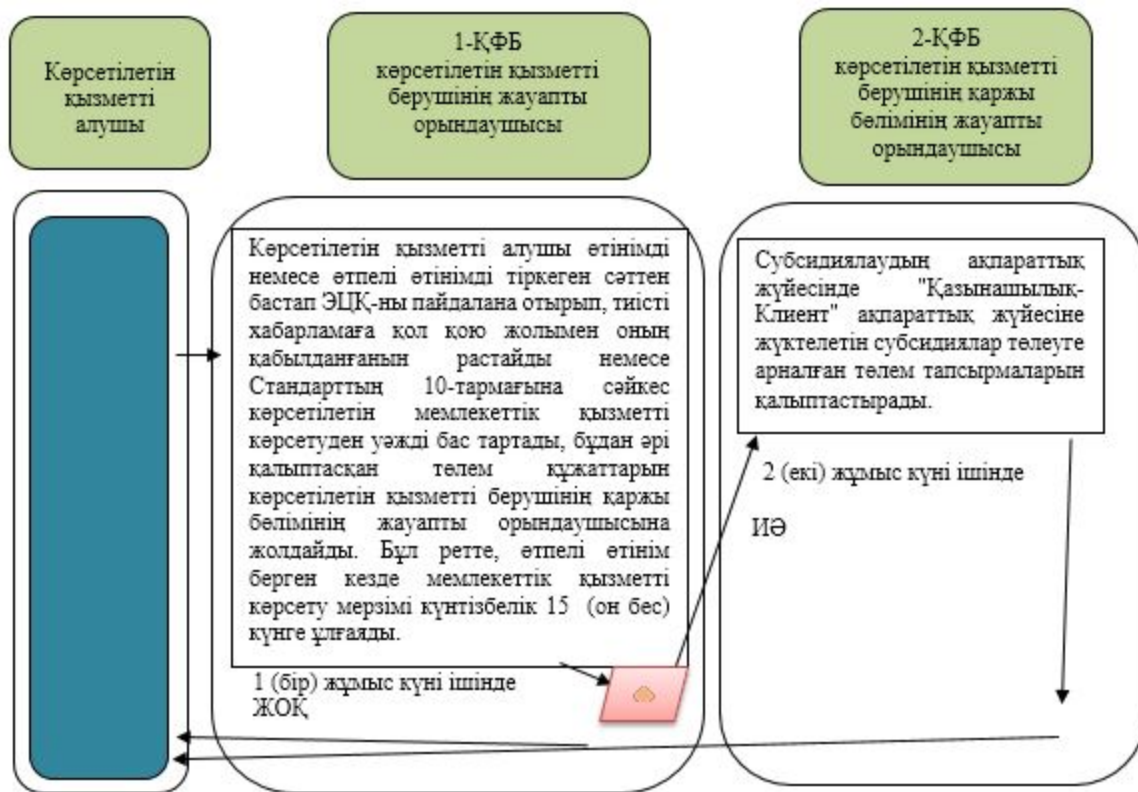 Көрсетілетін
қызметті
алушы
1-ҚФБ
көрсетілетін қызметті
берушінің жауапты
орындаушысы
2-ҚФБ
көрсетілетін қызметті
берушінің қаржы
бөлімінің жауапты
орындаушысы
Көрсетілетін қызметті алушы өтінімді
немесе өтпелі өтінімді тіркеген сәттен
бастап ЭЦҚ-ны пайдалана отырып, тиісті
хабарламаға қол қою жолымен оның
қабылданғанын растайды немесе
Стандарттың 10-тармағына сәйкес
көрсетілетін мемлекеттік қызметті
көрсетуден уәжді бас тартады, бұдан әрі
қалыптасқан төлем құжаттарын
көрсетілетін қызметті берушінің қаржы
бөлімінің жауапты орындаушысына
жолдайды. Бұл ретте, өтпелі өтінім
берген кезде мемлекеттік қызметті
көрсету мерзімі күнтізбелік 15 (он бес)
күнге ұлғаяды.
1 (бір) жұмыс күні ішінде
ЖОҚ
Субсидиялаудың ақпараттық
жүйесінде "Қазынашылық-
Клиент" ақпараттық жүйесіне
жүктелетін субсидиялар төлеуге
арналған төлем тапсырмаларын
қалыптастырады.
2 (екі) жұмыс күні ішінде
ИӘ